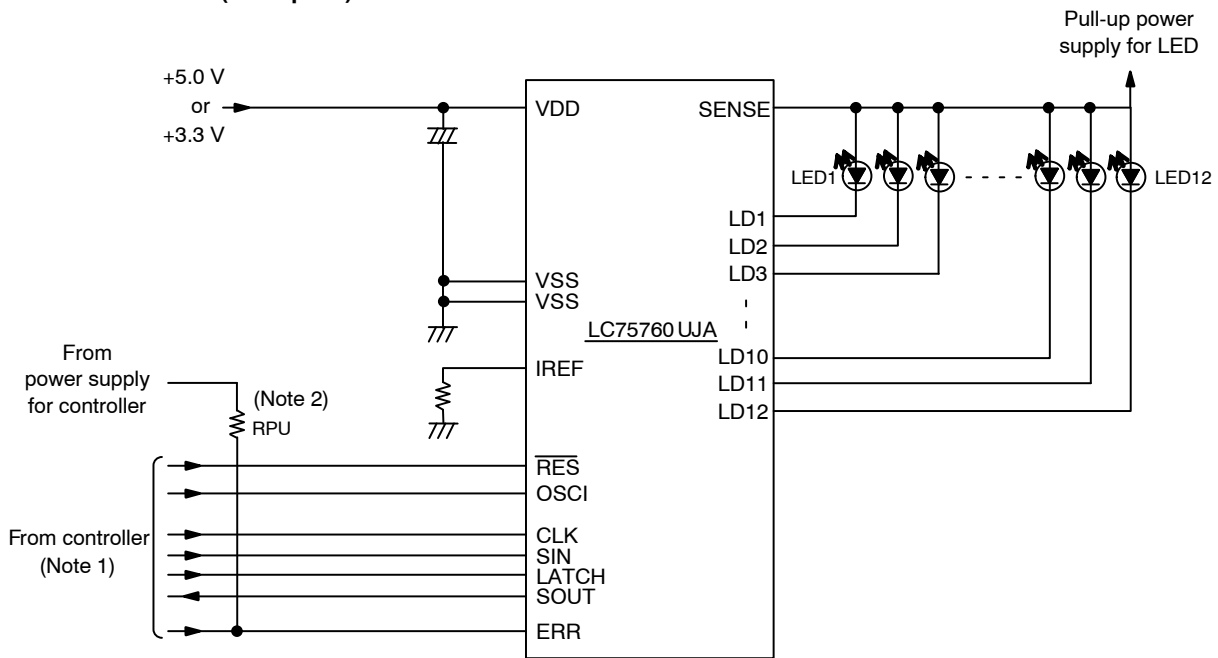 Pull-up power
supply for LED
+5.0 V
or
+3.3 V
VDD
SENSE
LED1
LED12
LD1
LD2
LD3
VSS
VSS
LC75760 UJA
IREF
LD10
LD11
LD12
From
power supply
for controller
(Note 2)
RPU
RES
OSCI
From controller
(Note 1)
CLK
SIN
LATCH
SOUT
ERR